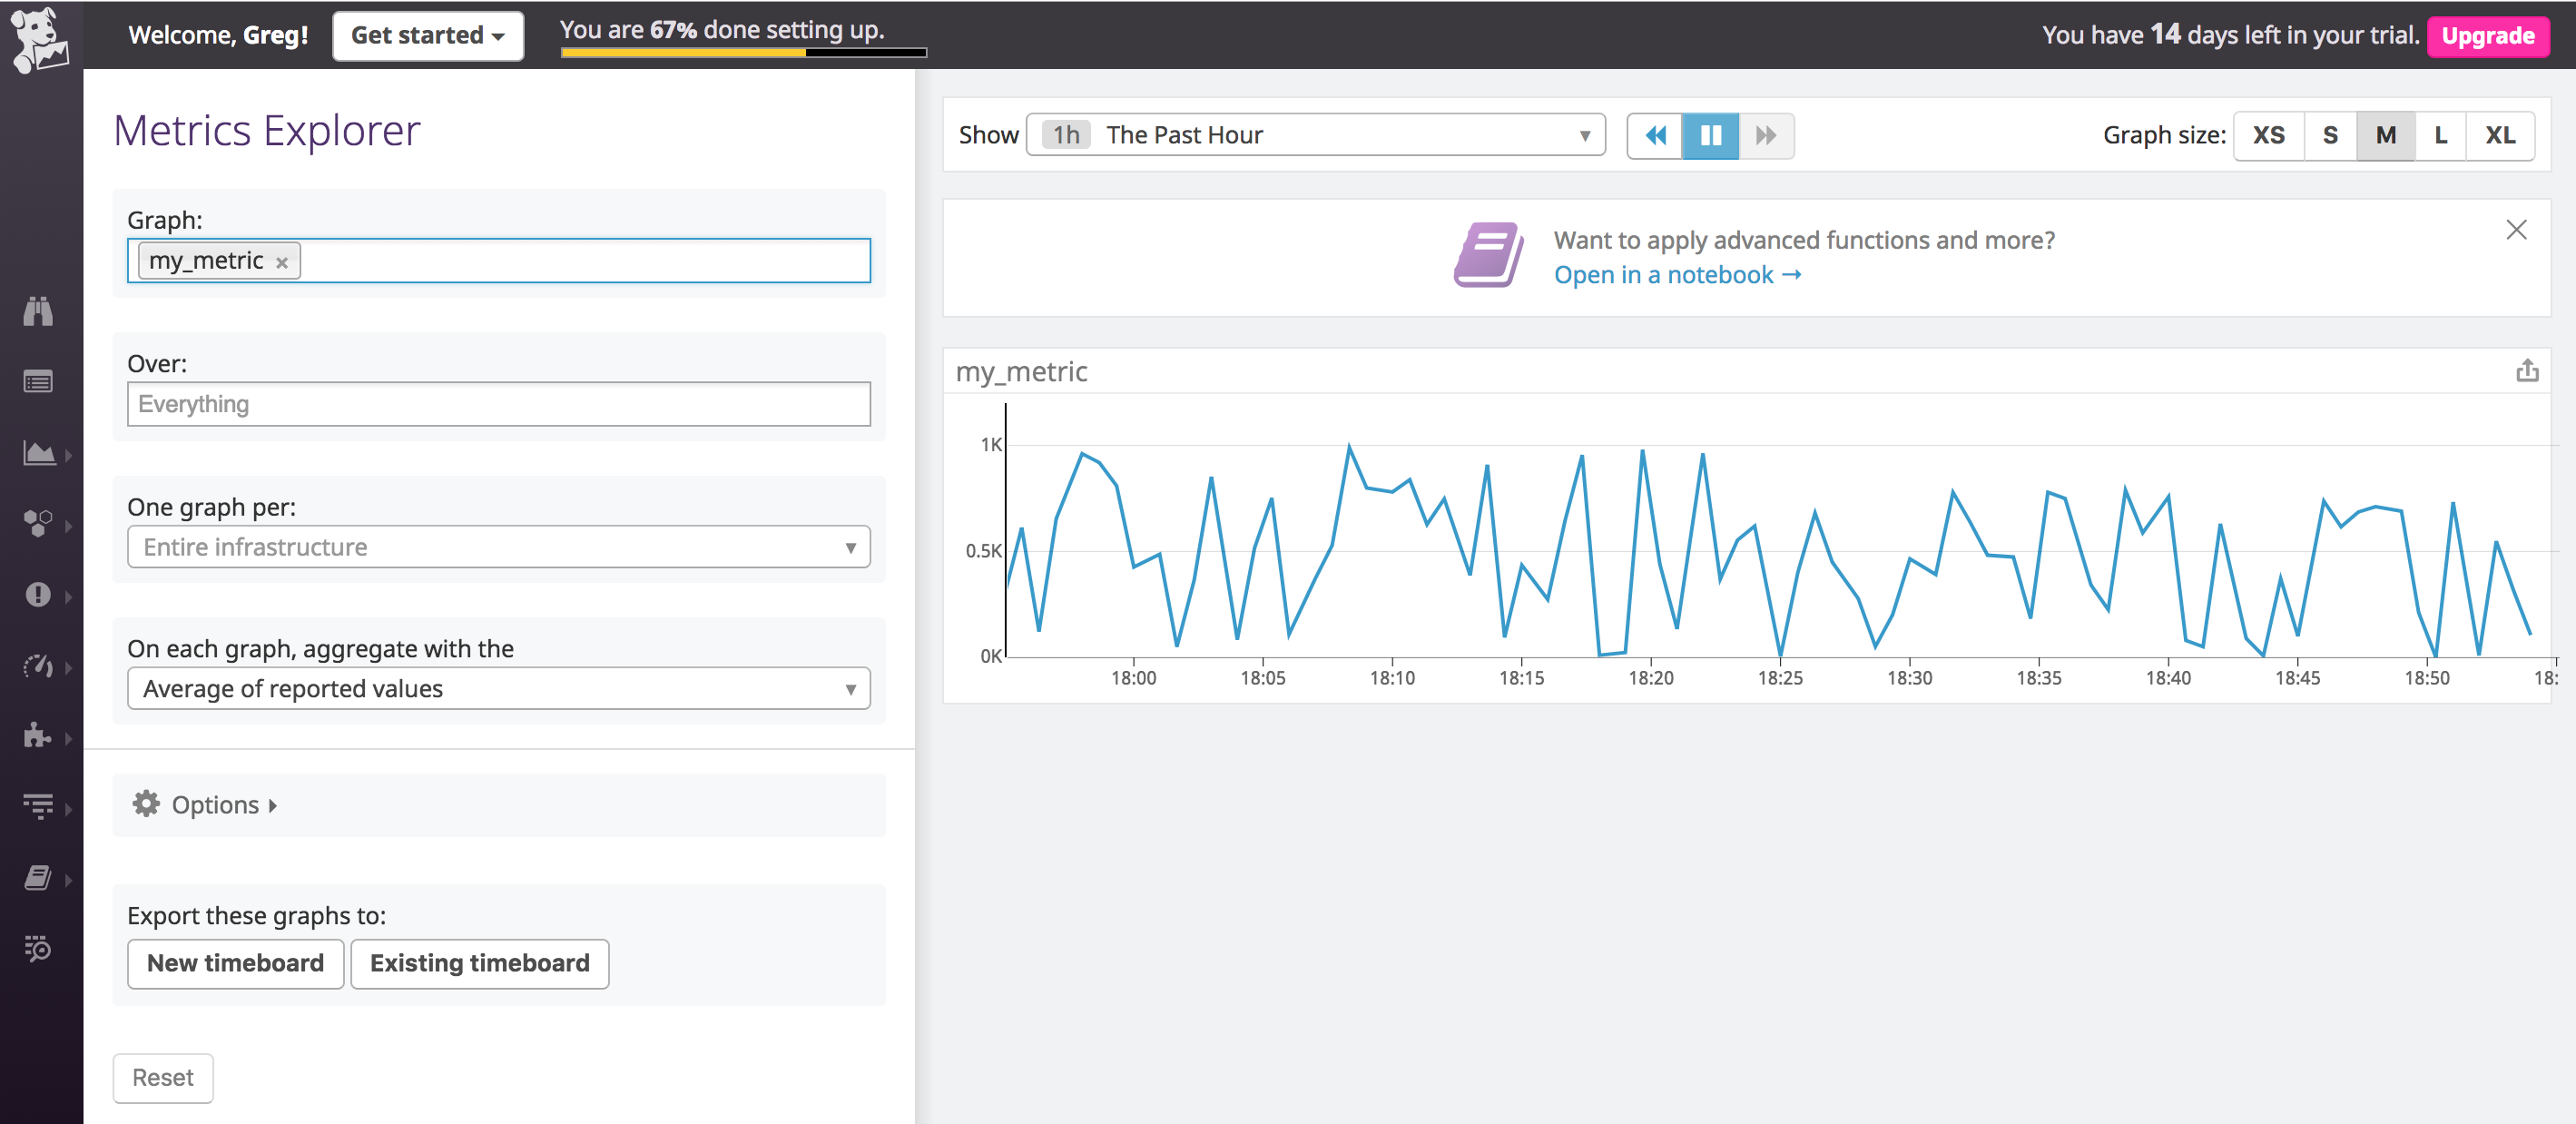 Welcome, Greg!
Get started
You are 67% done setting up.
You have 14 days left in your trial.
Upgrade
Metrics Explorer
Graph:
my_metric ×
Over:
Everything
One graph per:
Entire infrastructure
On each graph, aggregate with the
Average of reported values
Options
Export these graphs to:
New timeboard
Existing timeboard
Reset
Show
1h The Past Hour
Graph size:
XS S M L XL
Want to apply advanced functions and more?
Open in a notebook →
my_metric
1K
0.5K
0K
18:00 18:05 18:10 18:15 18:20 18:25 18:30 18:35 18:40 18:45 18:50 18: